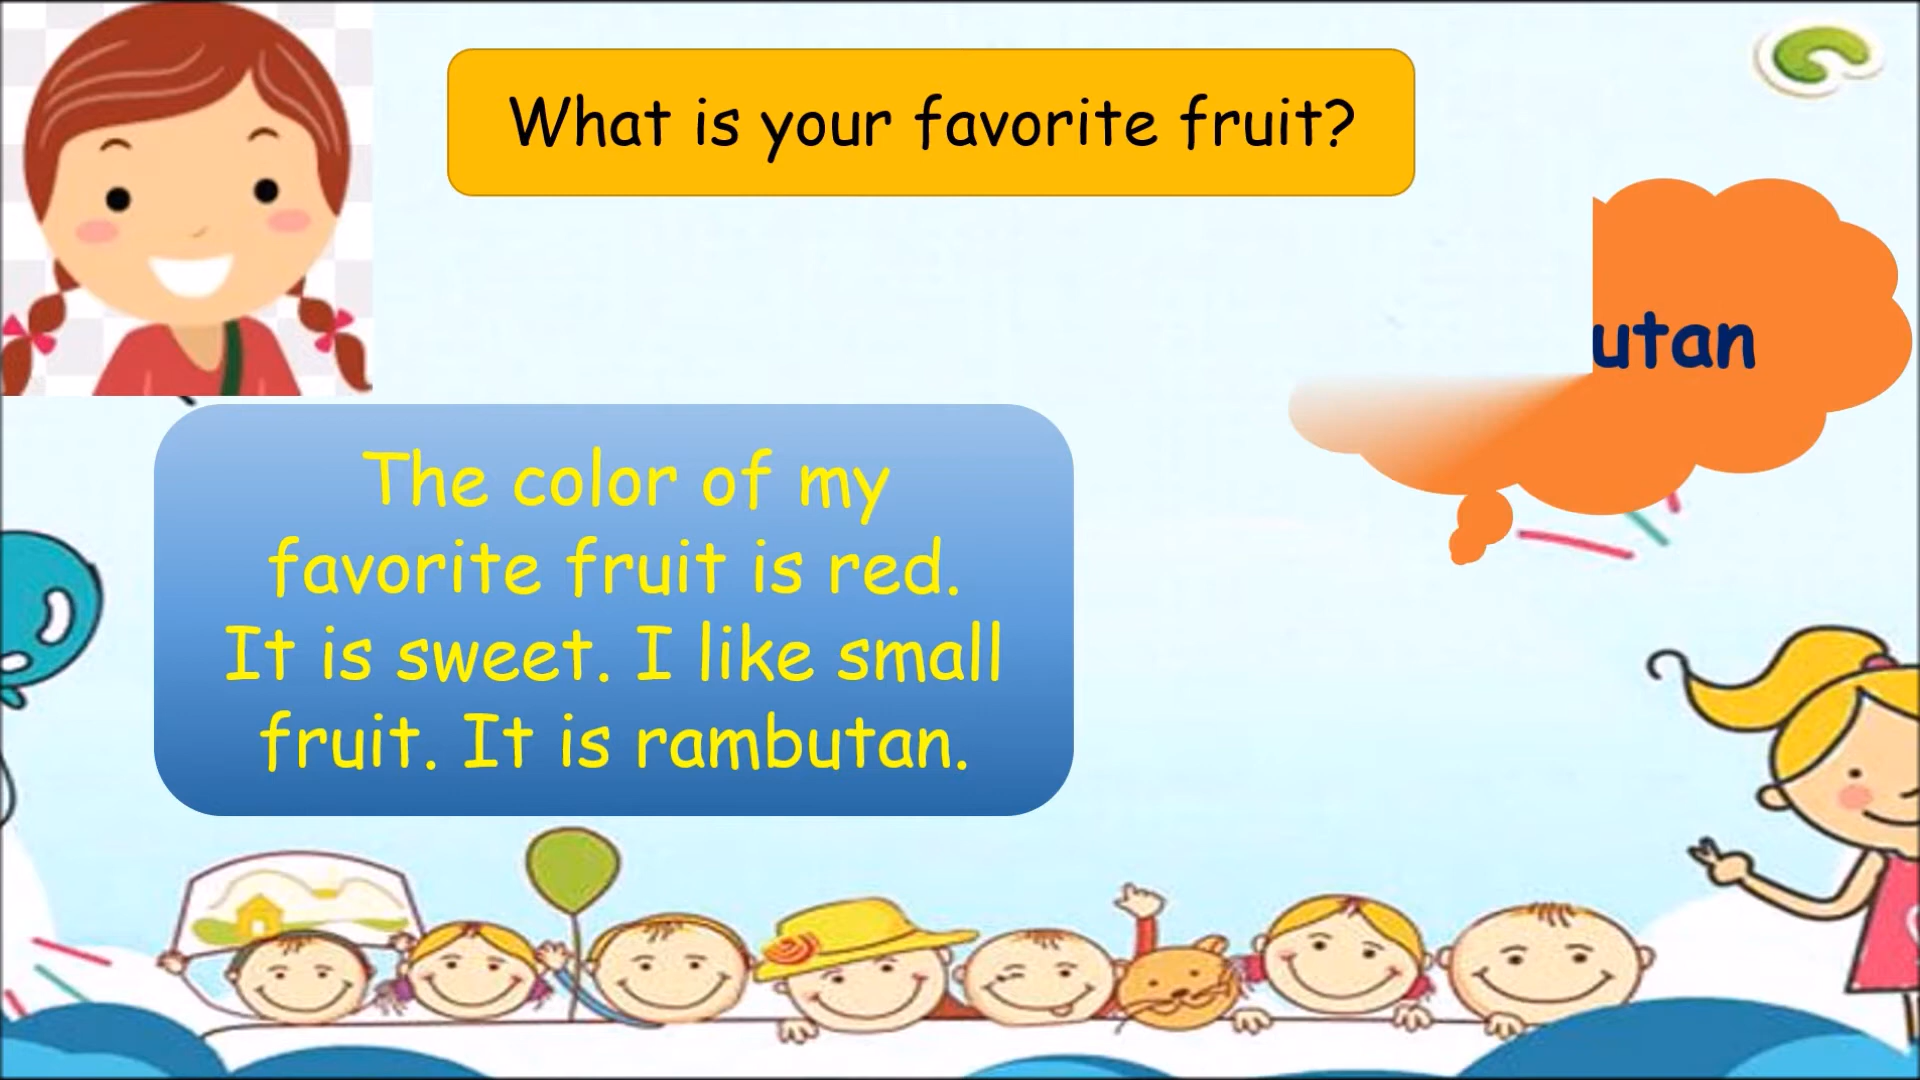 What is your favorite fruit?
utan
The color of my
favorite fruit is red.
It is sweet. I like small
fruit. It is rambutan.